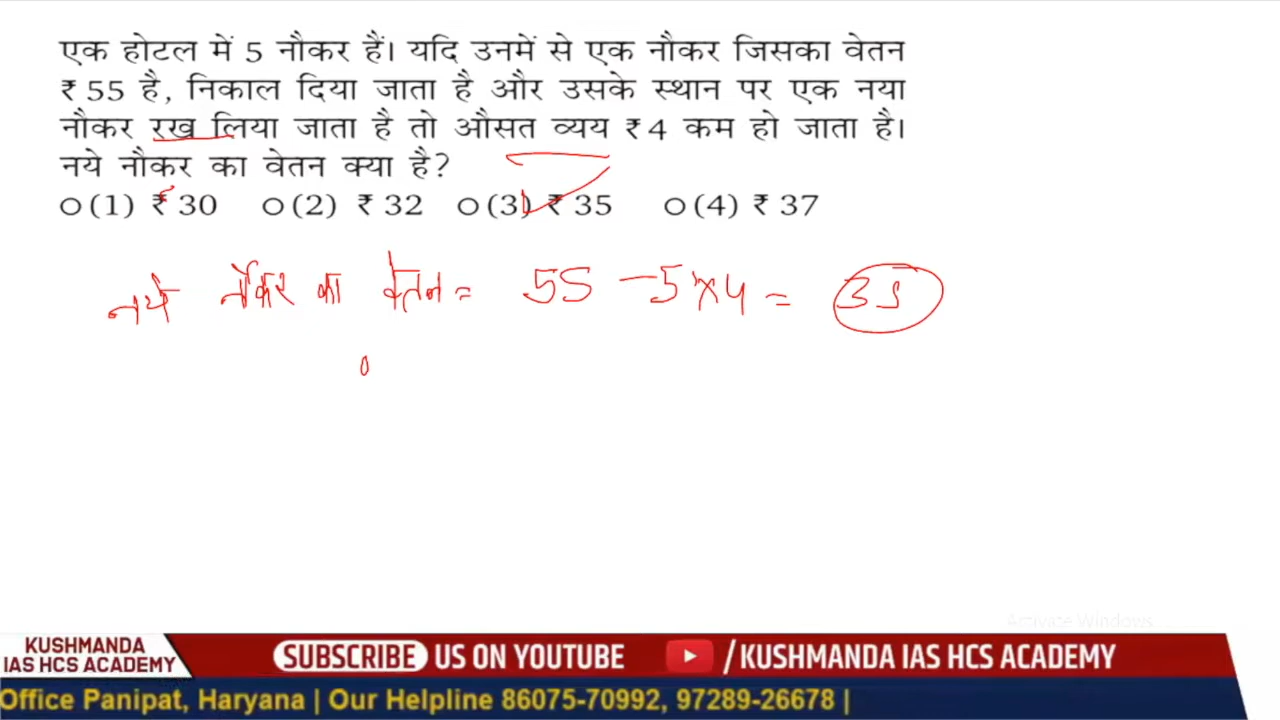 एक होटल में 5 नौकर हैं। यदि उनमें से एक नौकर जिसका वेतन
₹ 55 है, निकाल दिया जाता है और उसके स्थान पर एक नया
नौकर रख लिया जाता है तो औसत व्यय ₹ 4 कम हो जाता है।
नये नौकर का वेतन क्या है?
O (1) ₹ 30 O (2) ₹ 32 O (3) ₹ 35 O (4) ₹ 37
नये नौकर का वेतन = 55 - 5 × 4 = 35
Activate Windows
KUSHMANDA
IAS HCS ACADEMY
SUBSCRIBE US ON YOUTUBE /KUSHMANDA IAS HCS ACADEMY
Office Panipat, Haryana | Our Helpline 86075-70992, 97289-26678 |